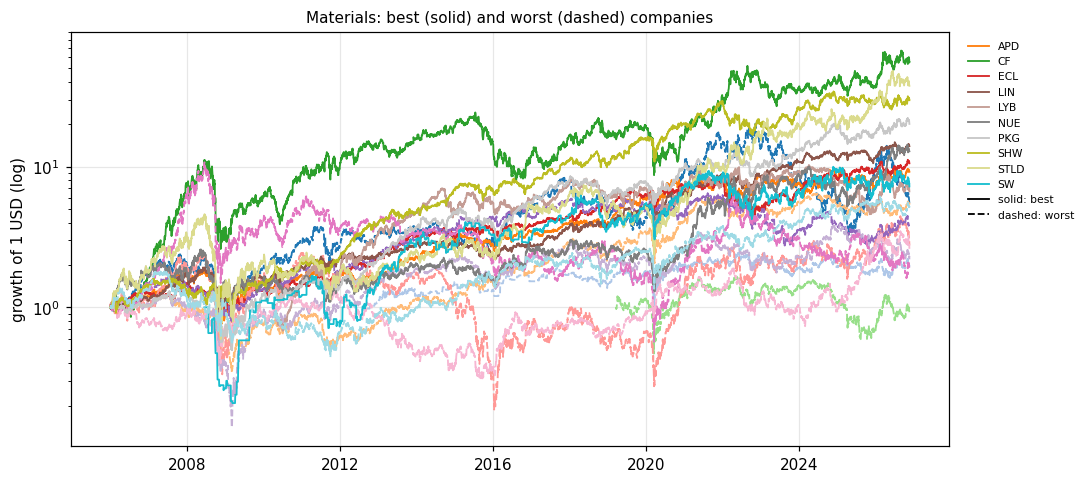 Materials: best (solid) and worst (dashed) companies
growth of 1 USD (log)
10¹
10⁰
2008
2012
2016
2020
2024
APD
CF
ECL
LIN
LYB
NUE
PKG
SHW
STLD
SW
solid: best
dashed: worst